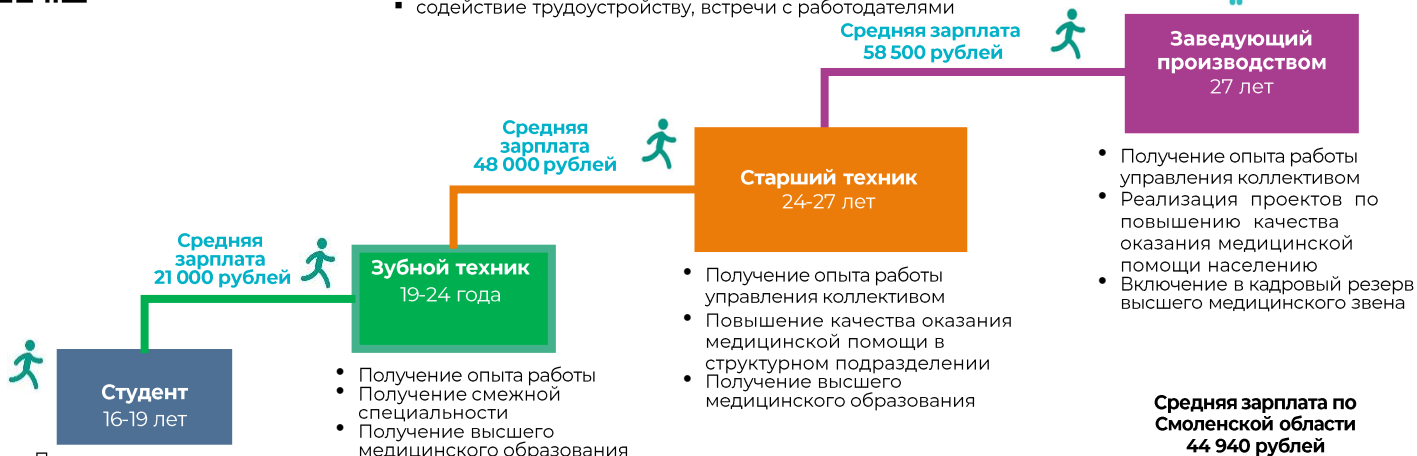 содействие трудоустройству, встречи с работодателями
Средняя зарплата
58 500 рублей
Заведующий
производством
27 лет
Средняя
зарплата
48 000 рублей
Старший техник
24-27 лет
Получение опыта работы
управления коллективом
Реализация проектов по
повышению качества
оказания медицинской
помощи населению
Включение в кадровый резерв
высшего медицинского звена
Средняя
зарплата
21 000 рублей
Зубной техник
19-24 года
Получение опыта работы
управления коллективом
Повышение качества оказания
медицинской помощи в
структурном подразделении
Получение высшего
медицинского образования
Студент
16-19 лет
Получение опыта работы
Получение смежной
специальности
Получение высшего
медицинского образования
Средняя зарплата по
Смоленской области
44 940 рублей